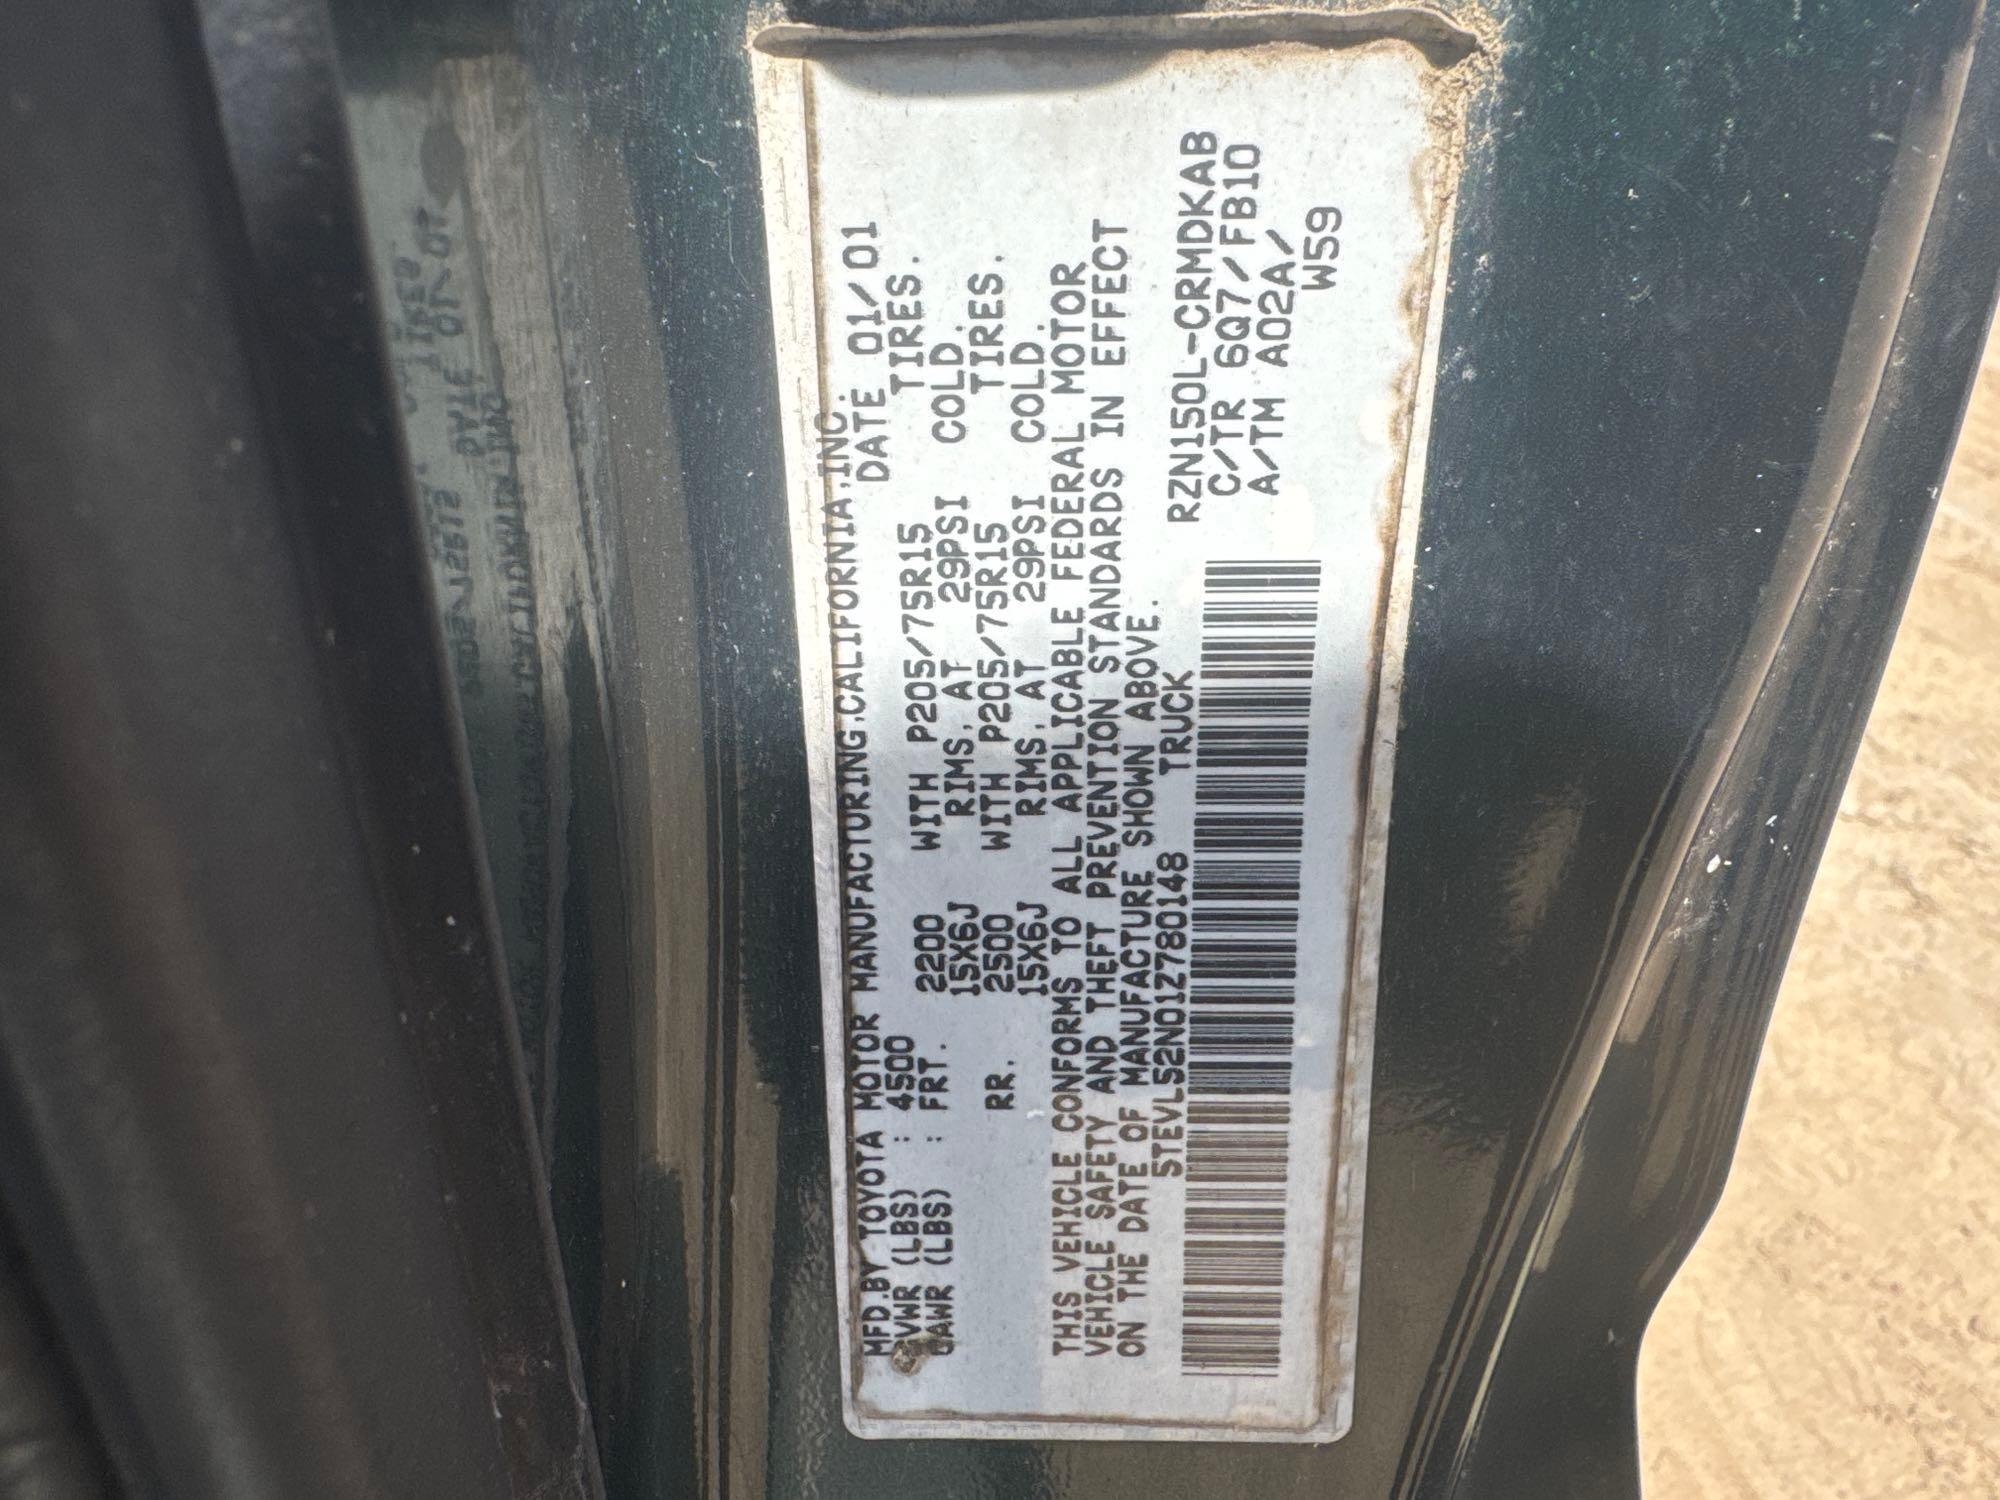 MFD.BY TOYOTA MOTOR MANUFACTURING,CALIFORNIA,INC.
DATE 01/01
GVWR (LBS) : 4500
GAWR (LBS) : FRT. 2200 WITH P205/75R15 TIRES.
15X6J RIMS, AT 29PSI COLD.
RR. 2500 WITH P205/75R15 TIRES.
15X6J RIMS, AT 29PSI COLD.
THIS VEHICLE CONFORMS TO ALL APPLICABLE FEDERAL MOTOR
VEHICLE SAFETY AND THEFT PREVENTION STANDARDS IN EFFECT
ON THE DATE OF MANUFACTURE SHOWN ABOVE.
5TEVL52N01Z780148 TRUCK
RZN150L-CRMDKAB
C/TR 6Q7/FB10
A/TM A02A/
W59